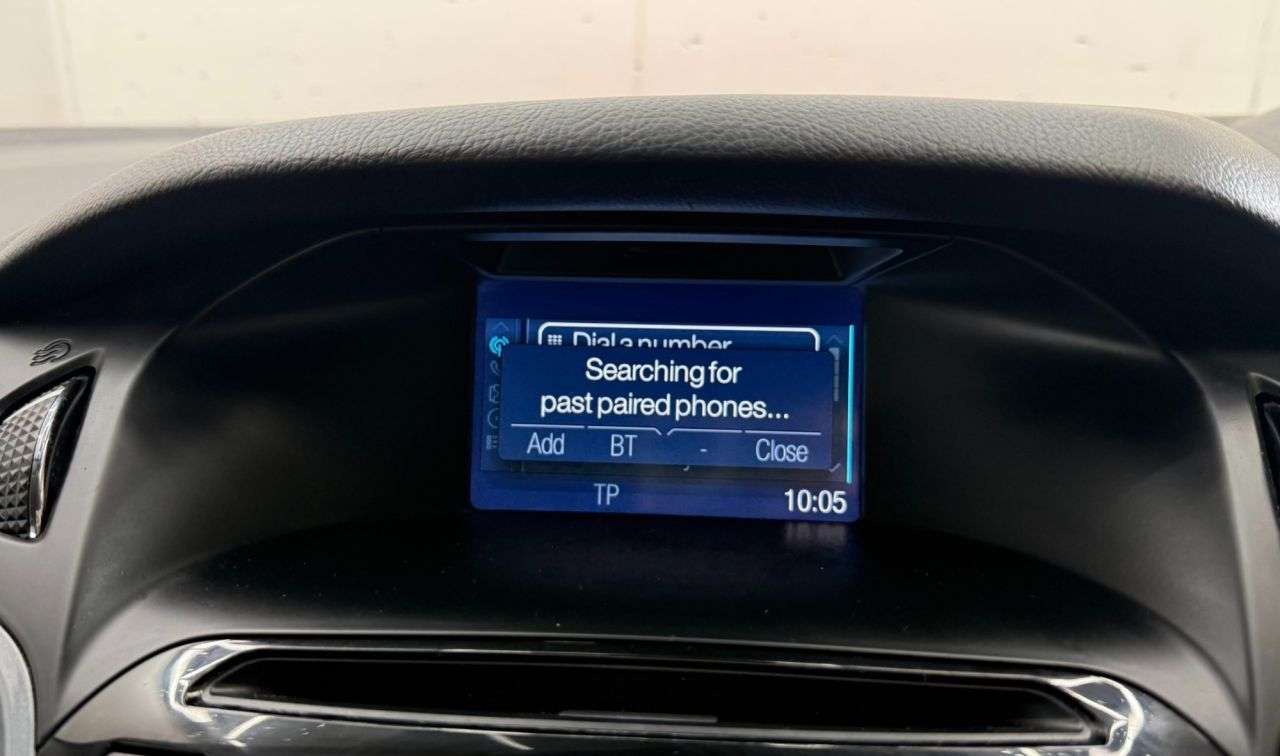 Dial a number
Searching for
past paired phones...
Add BT - Close
TP 10:05